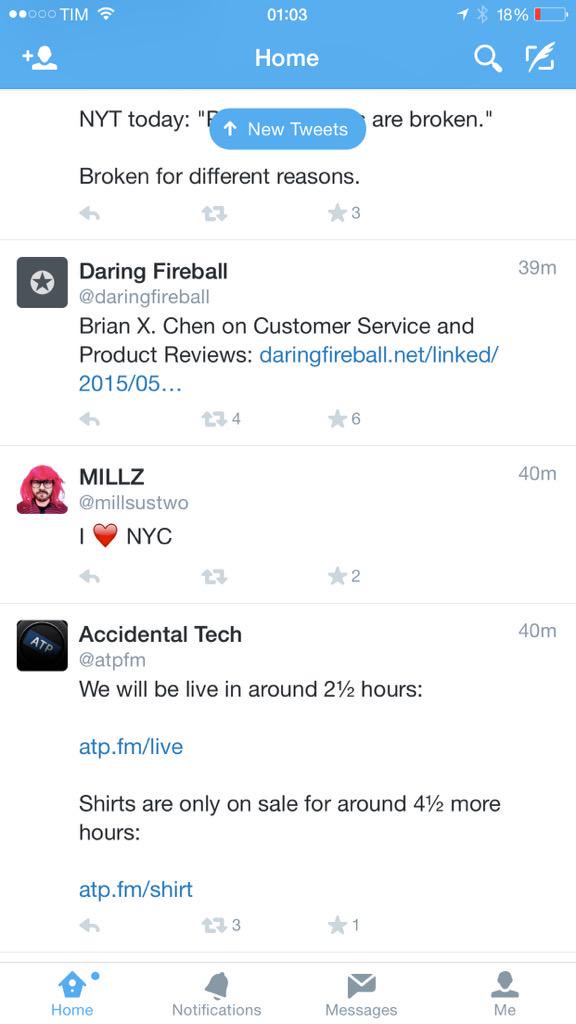 TIM 01:03 18%
Home
NYT today: "P are broken."
New Tweets
Broken for different reasons.
3
Daring Fireball 39m
@daringfireball
Brian X. Chen on Customer Service and
Product Reviews: daringfireball.net/linked/
2015/05…
4 6
MILLZ 40m
@millsustwo
I ❤️ NYC
2
ATP
Accidental Tech 40m
@atpfm
We will be live in around 2½ hours:
atp.fm/live
Shirts are only on sale for around 4½ more
hours:
atp.fm/shirt
3 1
Home Notifications Messages Me